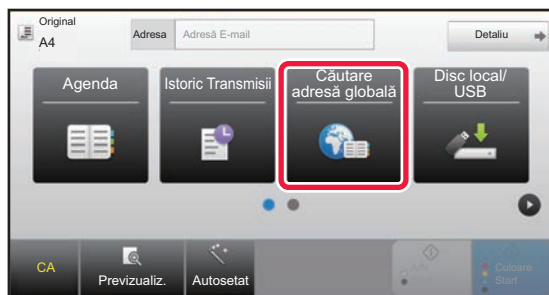 Original
A4
Adresa
Adresă E-mail
Detaliu
Agenda
Istoric Transmisii
Căutare
adresă globală
Disc local/
USB
CA
Previzualiz.
Autosetat
A/N
Start
Culoare
Start